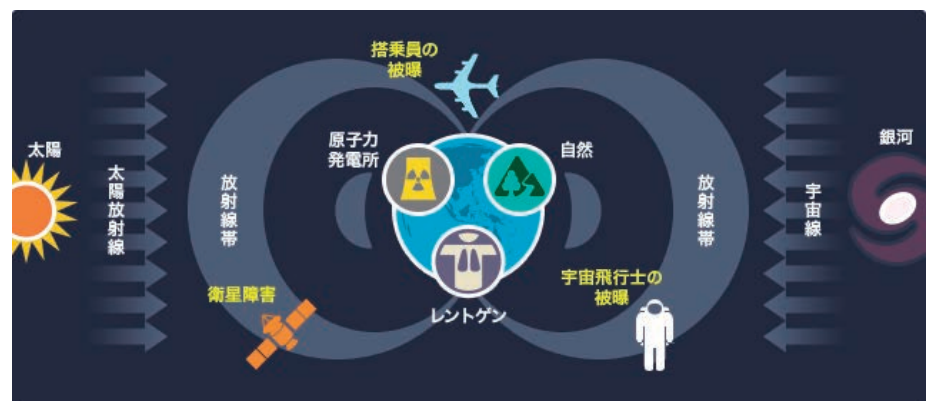 搭乗員の
被曝
太陽
太陽放射線
放射線帯
原子力
発電所
自然
レントゲン
衛星障害
宇宙飛行士の
被曝
放射線帯
宇宙線
銀河